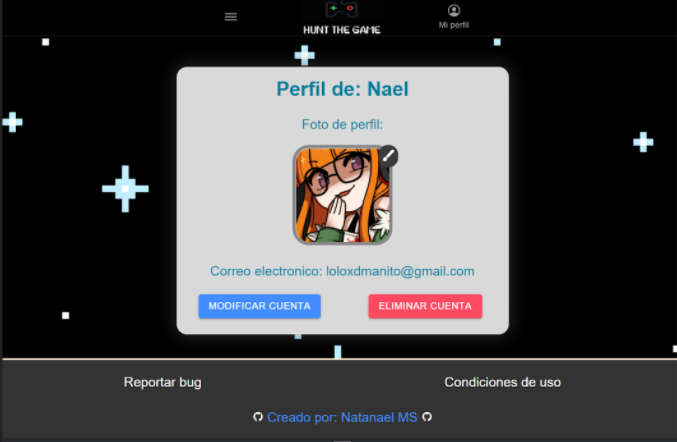 HUNT THE GAME
Mi perfil
Perfil de: Nael
Foto de perfil:
Correo electronico: loloxdmanito@gmail.com
MODIFICAR CUENTA
ELIMINAR CUENTA
Reportar bug
Condiciones de uso
Creado por: Natanael MS